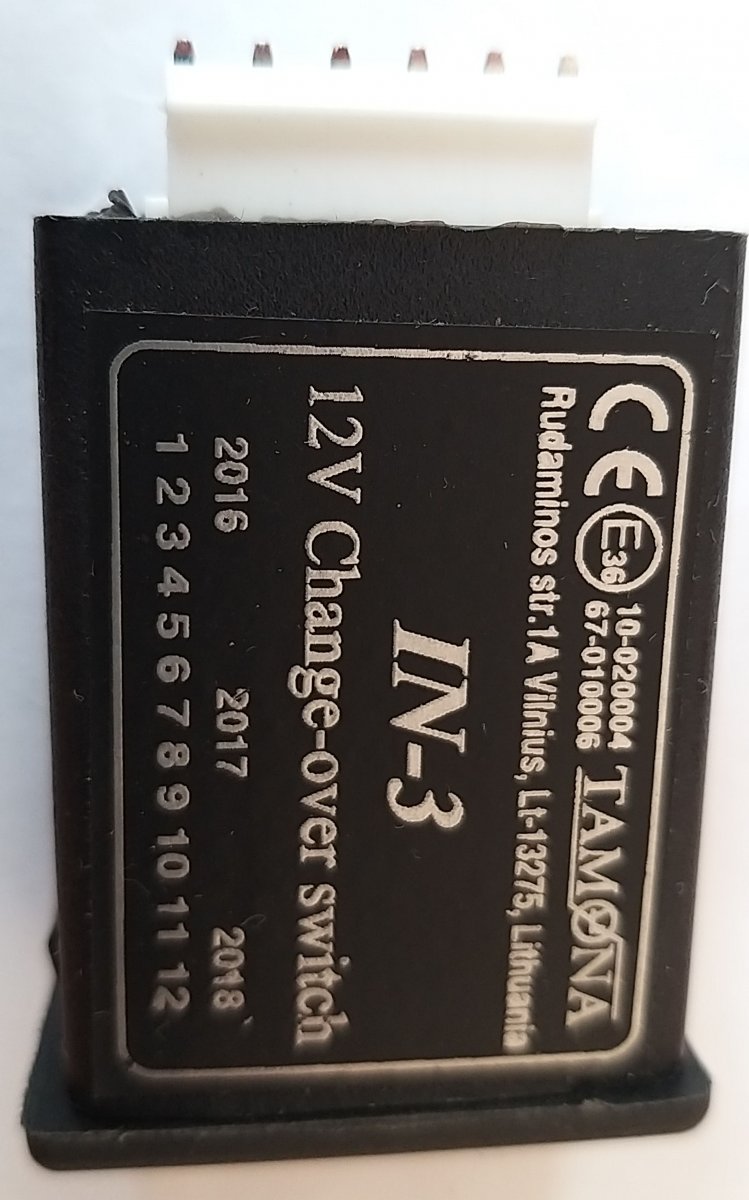 CE E36 10-020004
67-010006 TAMONA
Rudaminos str.1A Vilnius, Lt-13275, Lithuania
IN-3
12V Change-over switch
2016 2017 2018
1 2 3 4 5 6 7 8 9 10 11 12